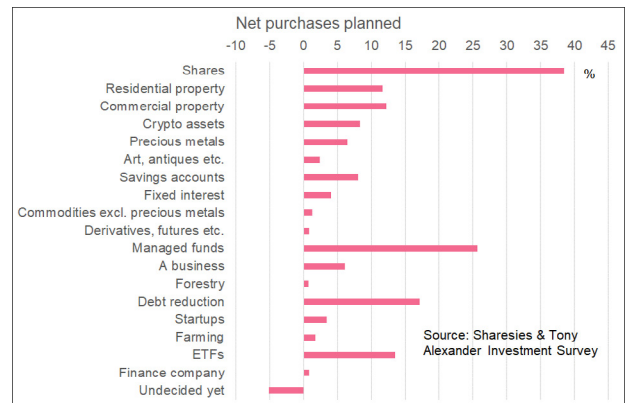 Net purchases planned
-10 -5 0 5 10 15 20 25 30 35 40 45
Shares
%
Residential property
Commercial property
Crypto assets
Precious metals
Art, antiques etc.
Savings accounts
Fixed interest
Commodities excl. precious metals
Derivatives, futures etc.
Managed funds
A business
Forestry
Debt reduction
Startups
Farming
ETFs
Finance company
Undecided yet
Source: Sharesies & Tony
Alexander Investment Survey